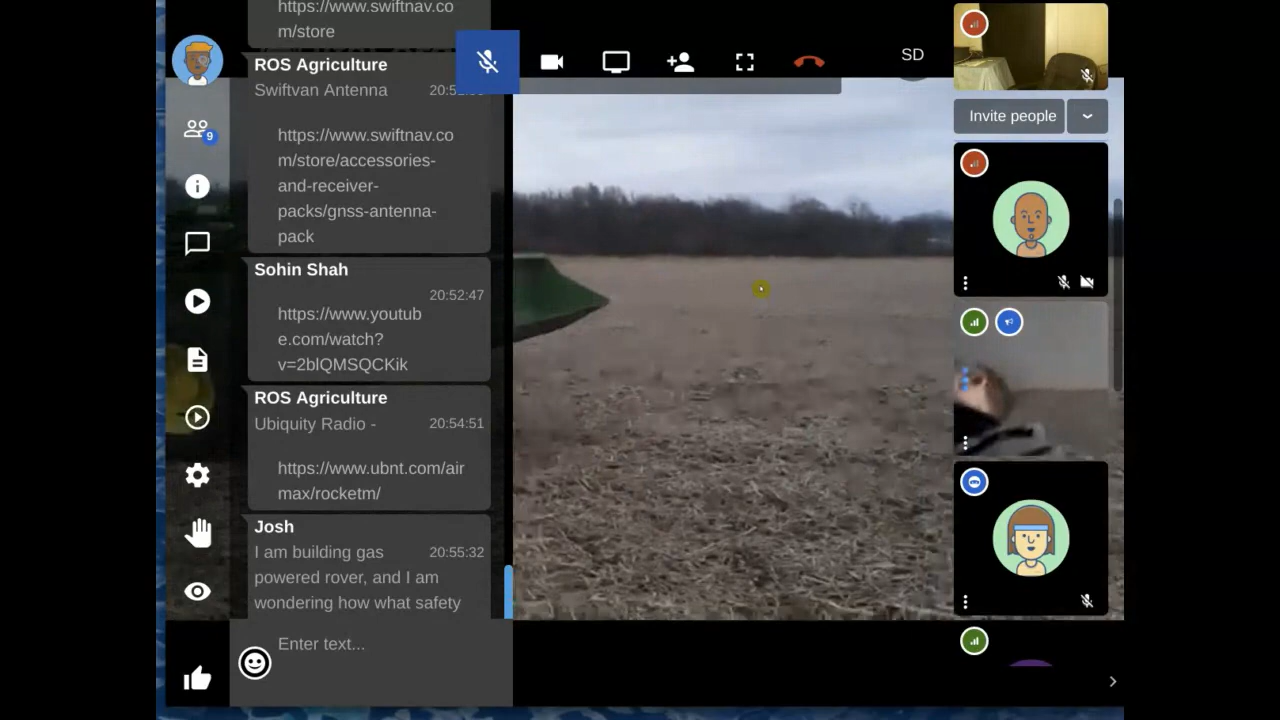 https://www.swiftnav.co
m/store
ROS Agriculture
Swiftvan Antenna
https://www.swiftnav.co
m/store/accessories-
and-receiver-
packs/gnss-antenna-
pack
Sohin Shah
20:52:47
https://www.youtub
e.com/watch?
v=2blQMSQCKik
ROS Agriculture
Ubiquity Radio - 20:54:51
https://www.ubnt.com/air
max/rocketm/
Josh
I am building gas 20:55:32
powered rover, and I am
wondering how what safety
Enter text...
9
SD
Invite people